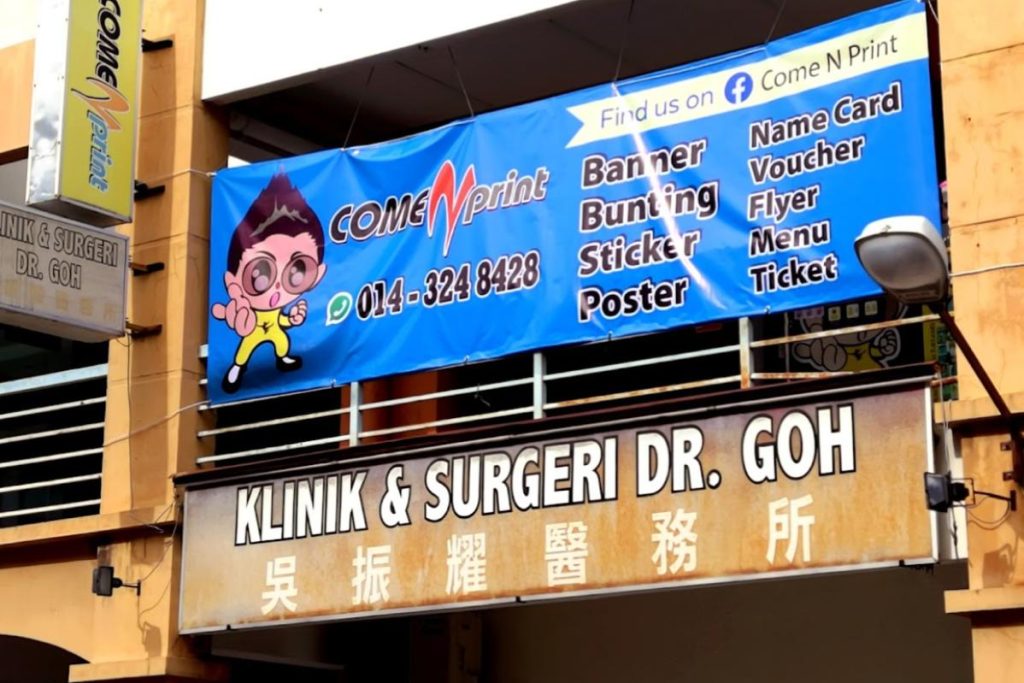 COME N print
INIK & SURGERI
DR. GOH
Find us on Come N Print
COME N print
014 - 324 8428
Banner
Bunting
Sticker
Poster
Name Card
Voucher
Flyer
Menu
Ticket
KLINIK & SURGERI DR. GOH
吳振耀醫務所